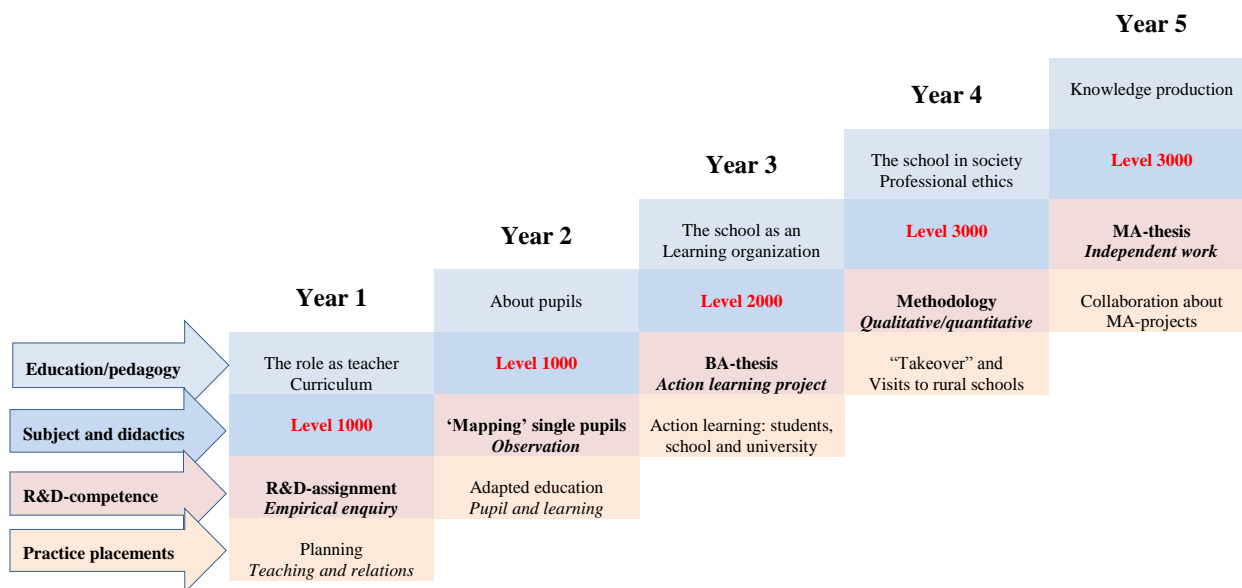 Year 5
Knowledge production
Level 3000
MA-thesis
Independent work
Collaboration about
MA-projects
Year 4
The school in society
Professional ethics
Level 3000
Methodology
Qualitative/quantitative
“Takeover” and
Visits to rural schools
Year 3
The school as an
Learning organization
Level 2000
BA-thesis
Action learning project
Action learning: students,
school and university
Year 2
About pupils
Level 1000
‘Mapping’ single pupils
Observation
Adapted education
Pupil and learning
Year 1
The role as teacher
Curriculum
Level 1000
R&D-assignment
Empirical enquiry
Planning
Teaching and relations
Education/pedagogy
Subject and didactics
R&D-competence
Practice placements